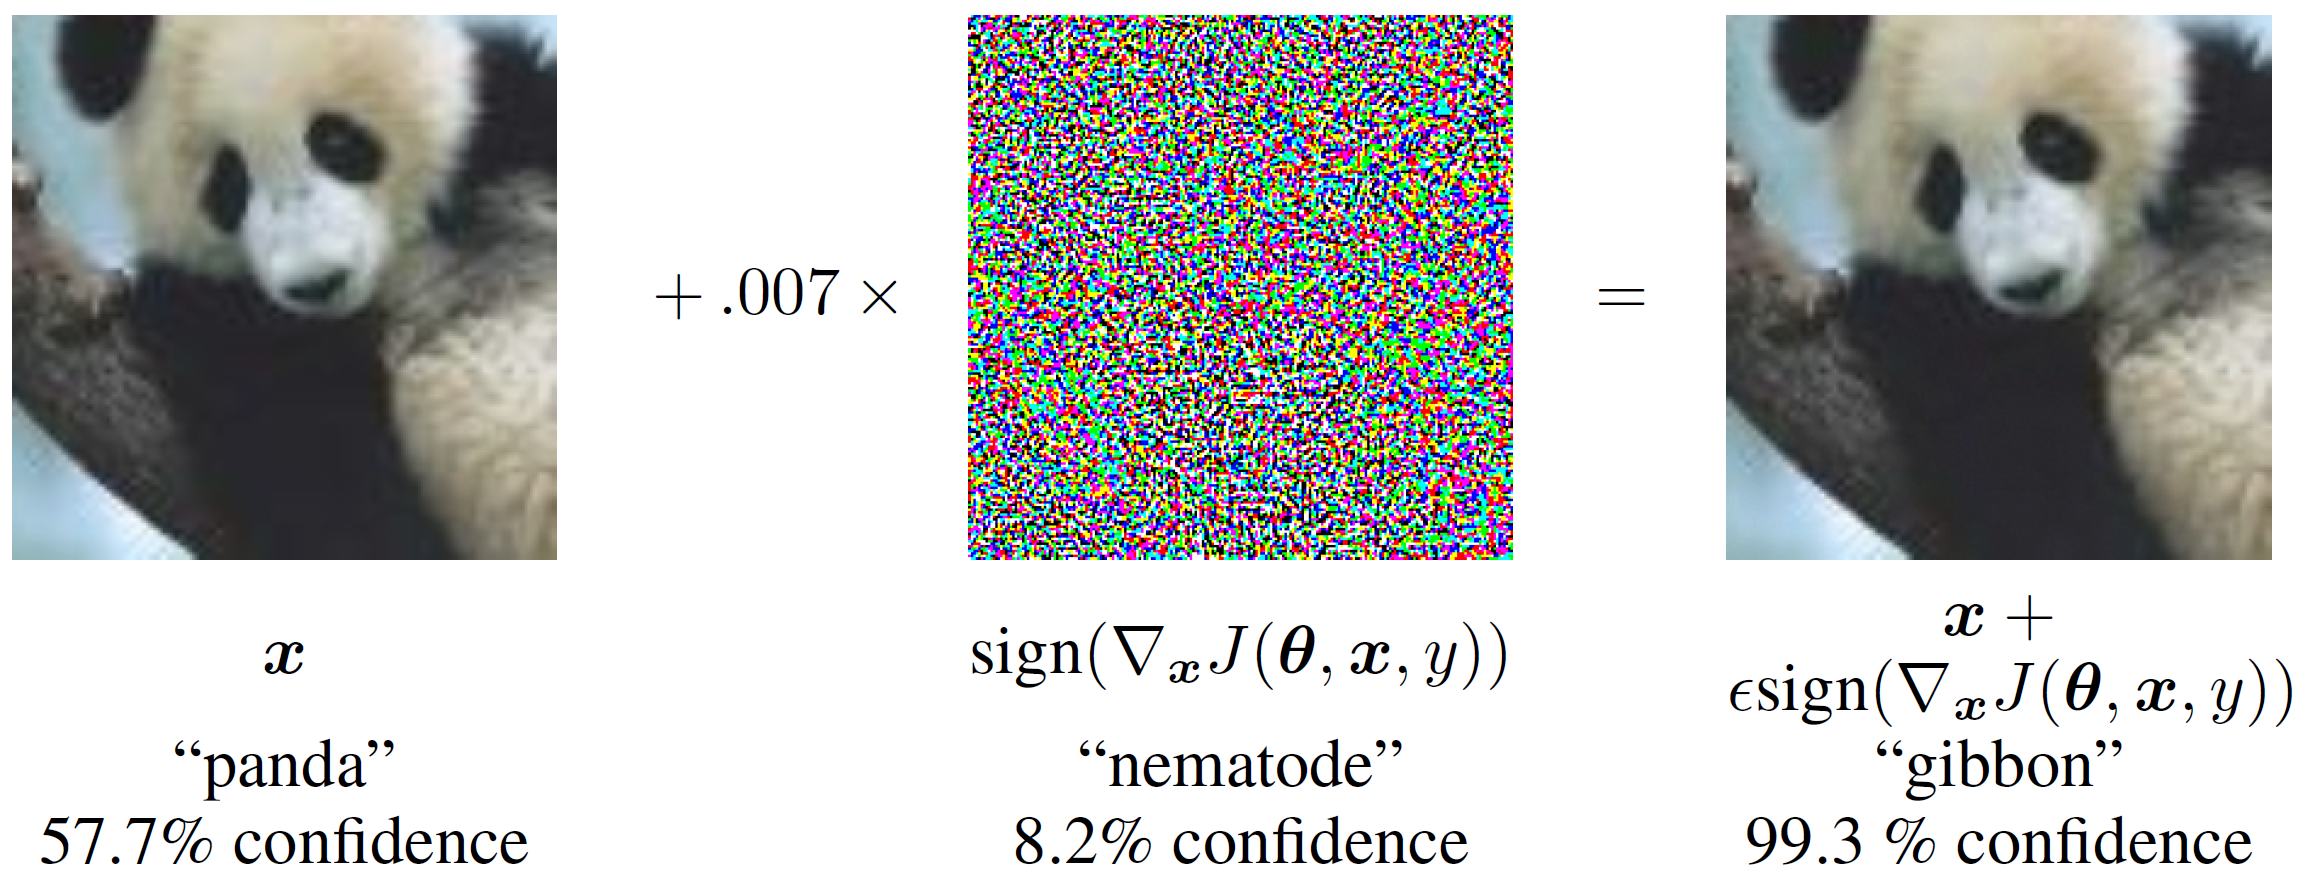 + .007 ×
=
x
“panda”
57.7% confidence
sign(∇ₓJ(θ, x, y))
“nematode”
8.2% confidence
x +
ϵsign(∇ₓJ(θ, x, y))
“gibbon”
99.3 % confidence